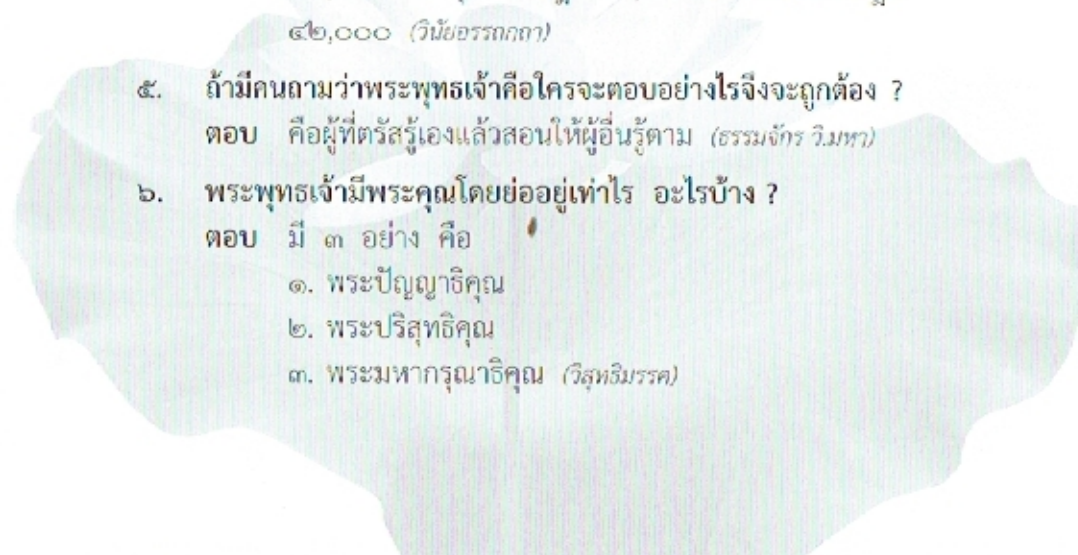 ๔๒,๐๐๐ (วินัยอรรถกถา)
๕. ถ้ามีคนถามว่าพระพุทธเจ้าคือใครจะตอบอย่างไรจึงจะถูกต้อง ?
ตอบ คือผู้ที่ตรัสรู้เองแล้วสอนให้ผู้อื่นรู้ตาม (ธรรมจักร วิ.มหา)
๖. พระพุทธเจ้ามีพระคุณโดยย่ออยู่เท่าไร อะไรบ้าง ?
ตอบ มี ๓ อย่าง คือ
๑. พระปัญญาธิคุณ
๒. พระปริสุทธิคุณ
๓. พระมหากรุณาธิคุณ (วิสุทธิมรรค)